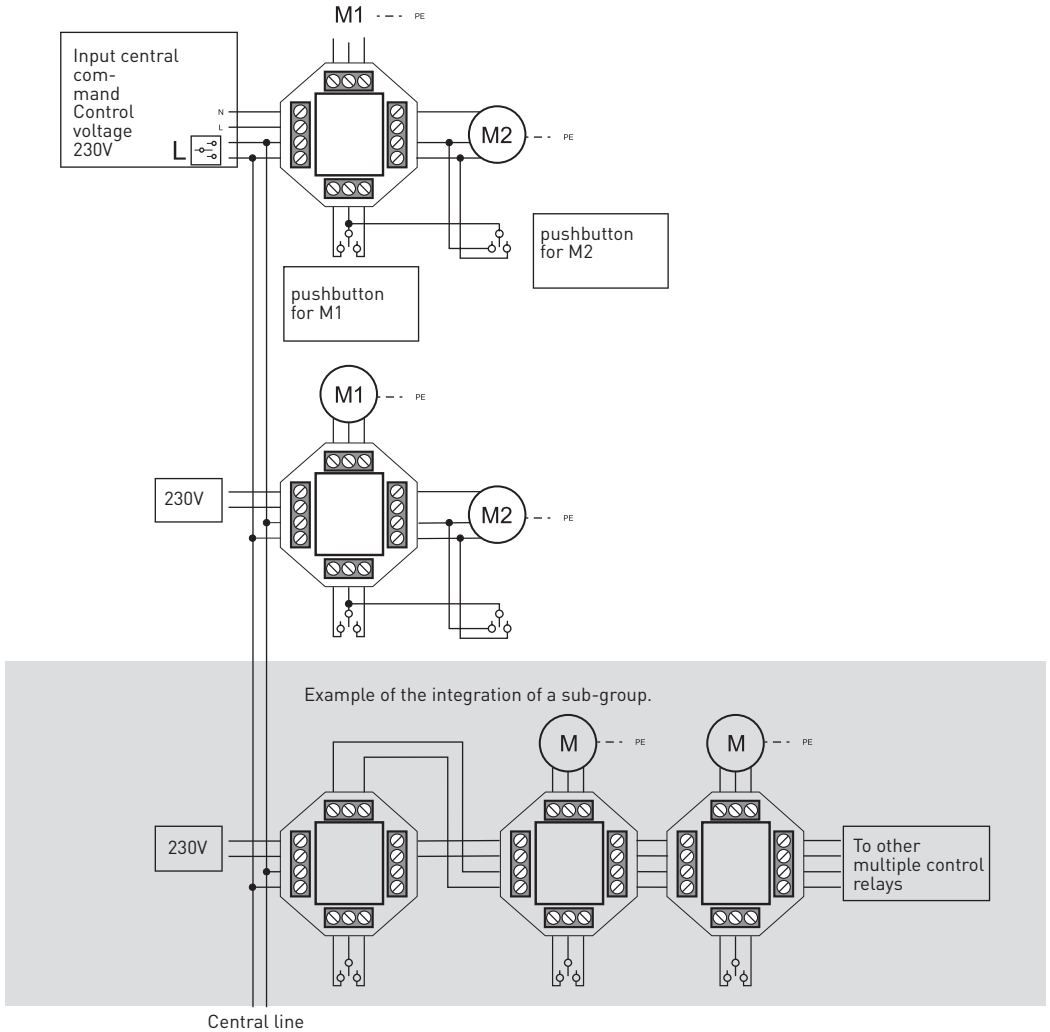 M1
PE
Input central
com-
mand
Control
voltage
230V
N
L
L
M2
PE
pushbutton
for M2
pushbutton
for M1
M1
PE
230V
M2
PE
Example of the integration of a sub-group.
M
PE
M
PE
230V
To other
multiple control
relays
Central line